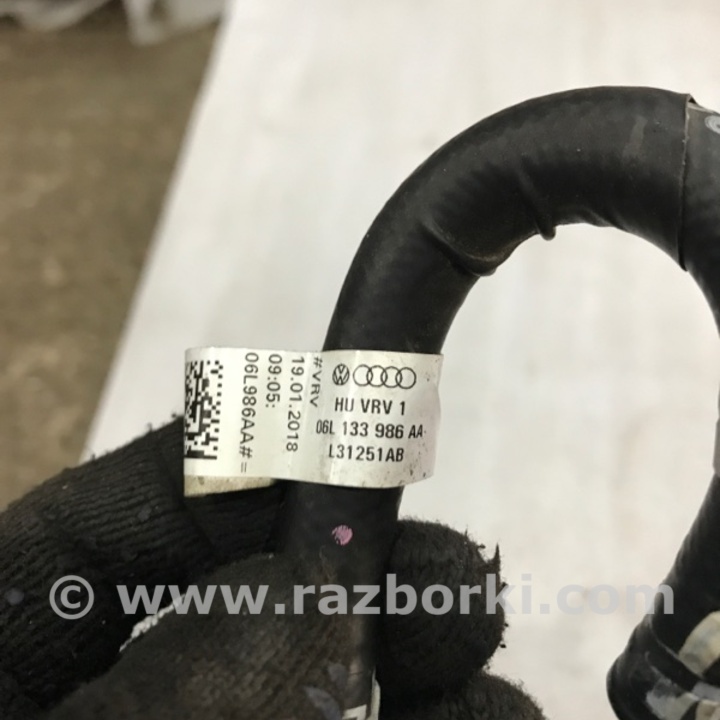 HU VRV 1
06L 133 986 AA
L31251AB
#VRV
19.01.2018
09:05:
06L986AA#=
© www.razborki.com